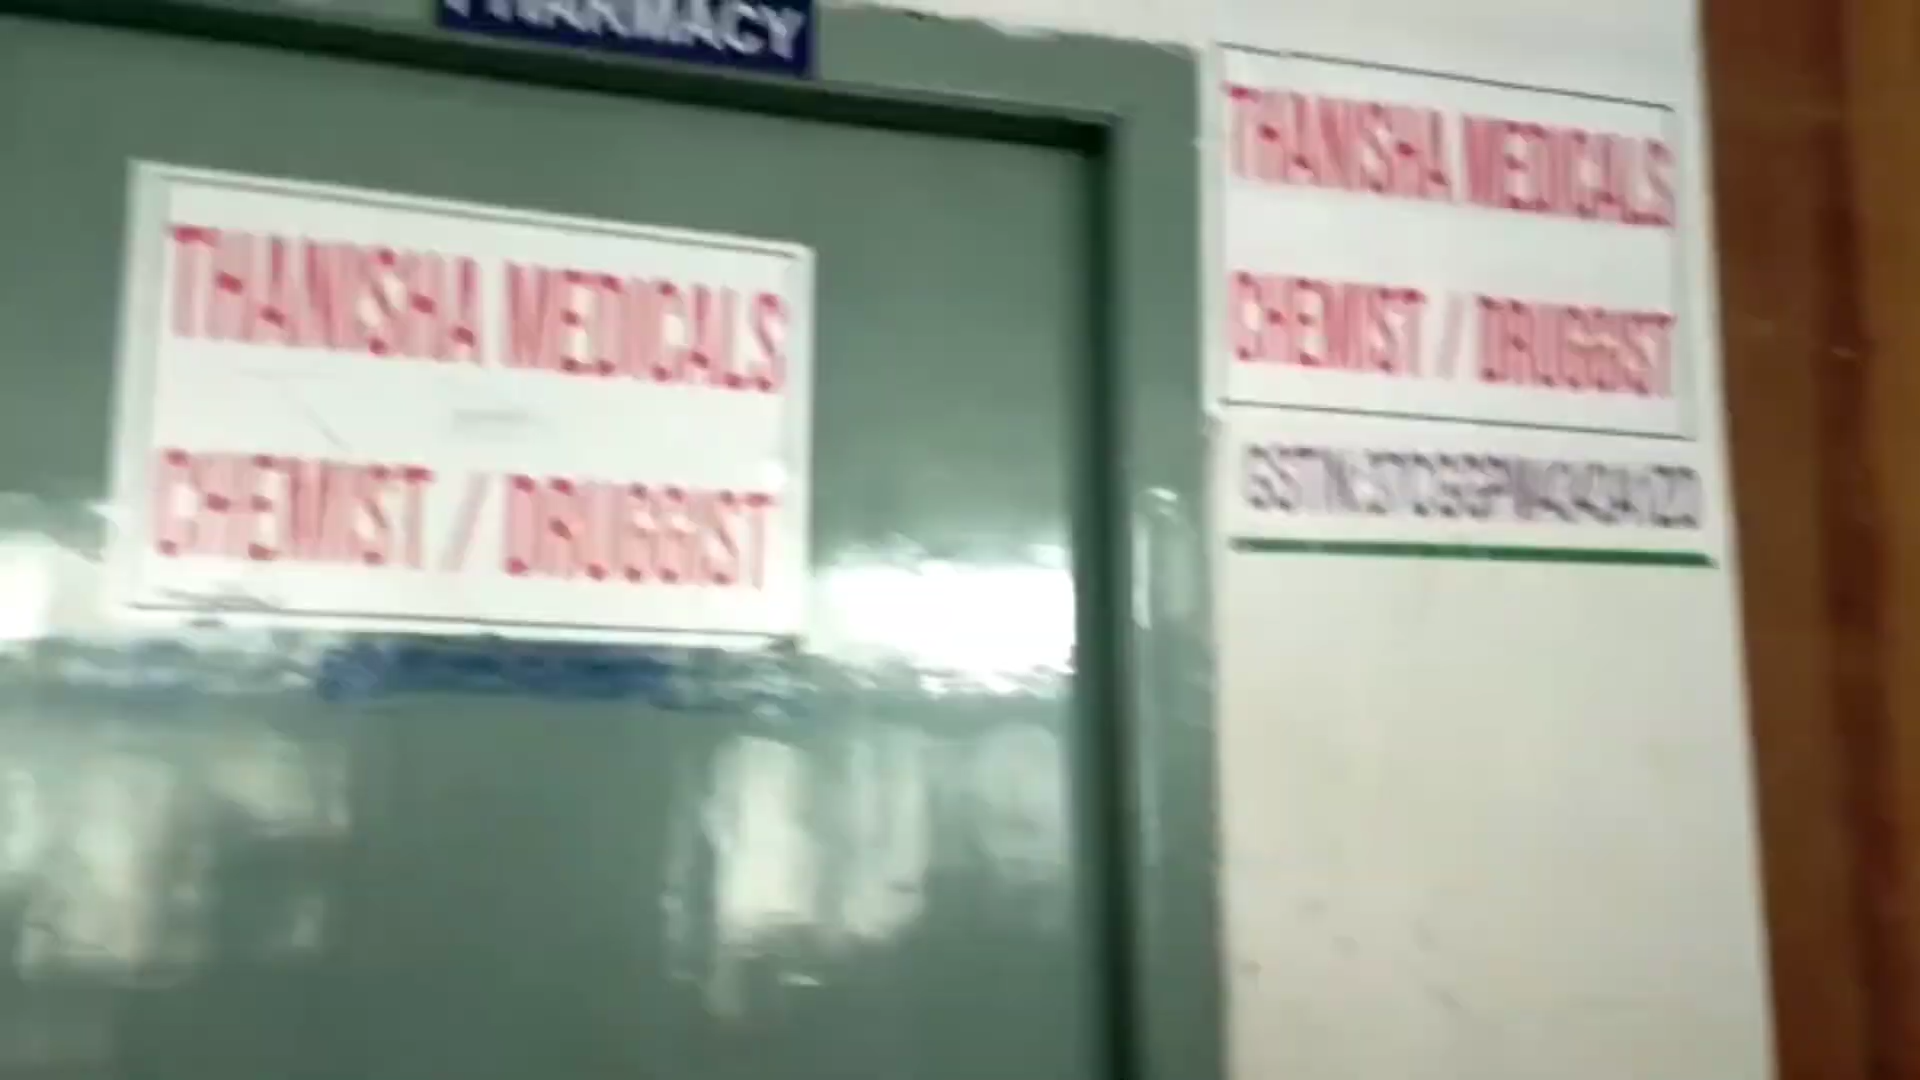 PHARMACY
THANISHA MEDICALS
CHEMIST / DRUGGIST
THANISHA MEDICALS
CHEMIST / DRUGGIST